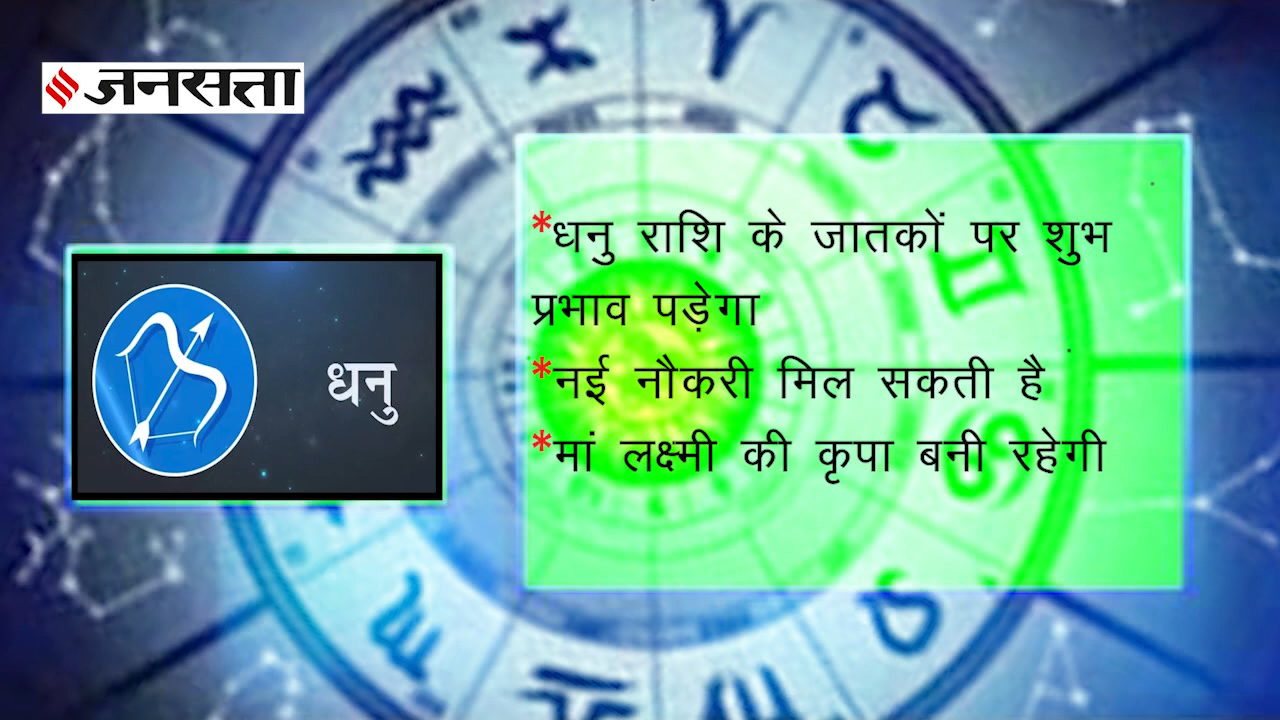 जनसत्ता
धनु
*धनु राशि के जातकों पर शुभ
प्रभाव पड़ेगा
*नई नौकरी मिल सकती है
*मां लक्ष्मी की कृपा बनी रहेगी